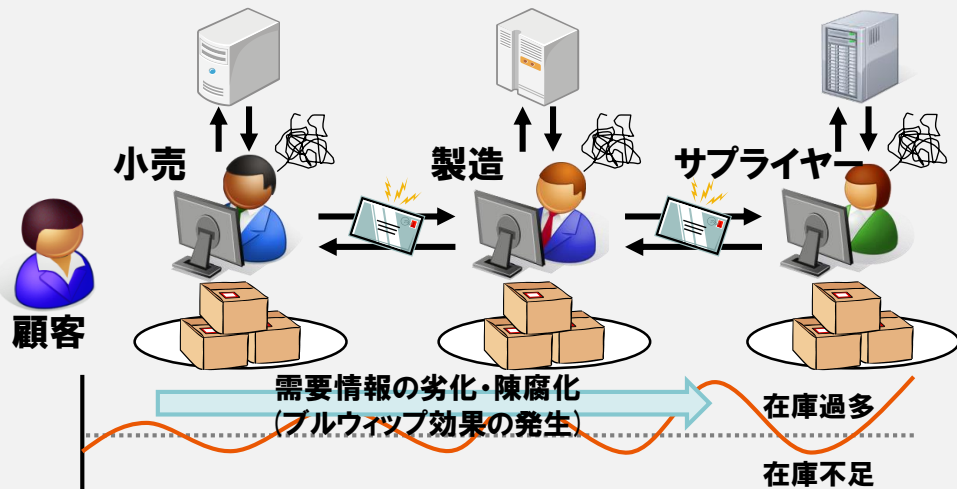 小売
製造
サプライヤー
顧客
需要情報の劣化・陳腐化
(ブルウィップ効果の発生)
在庫過多
在庫不足